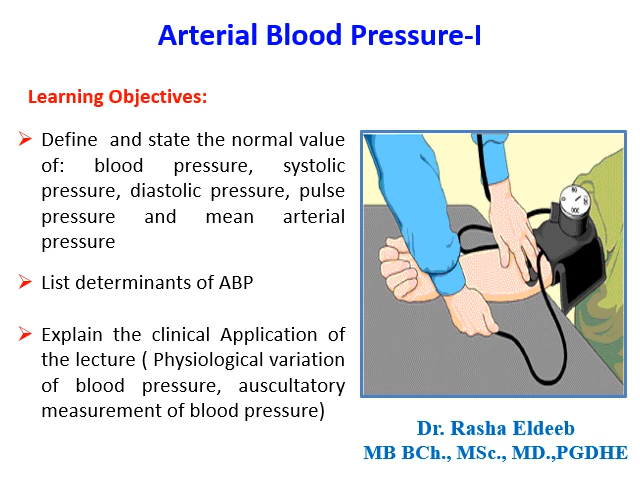 Arterial Blood Pressure-I
Learning Objectives:
Define and state the normal value
of: blood pressure, systolic
pressure, diastolic pressure, pulse
pressure and mean arterial
pressure
List determinants of ABP
Explain the clinical Application of
the lecture ( Physiological variation
of blood pressure, auscultatory
measurement of blood pressure)
Dr. Rasha Eldeeb
MB BCh., MSc., MD.,PGDHE